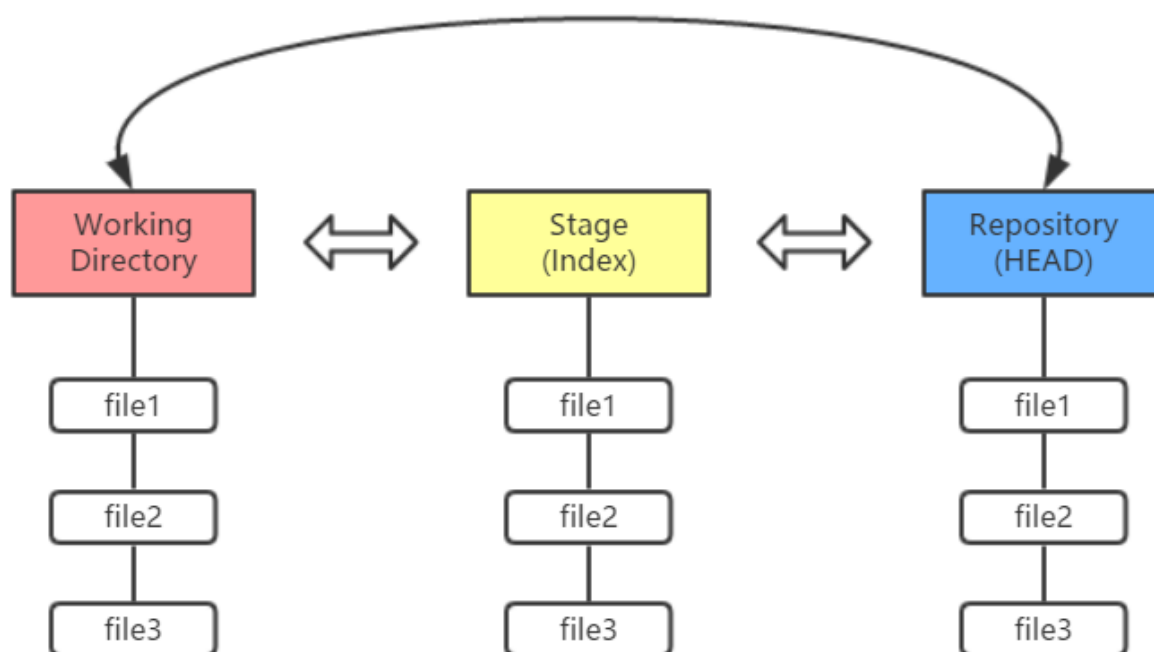 Working
Directory
Stage
(Index)
Repository
(HEAD)
file1
file1
file1
file2
file2
file2
file3
file3
file3